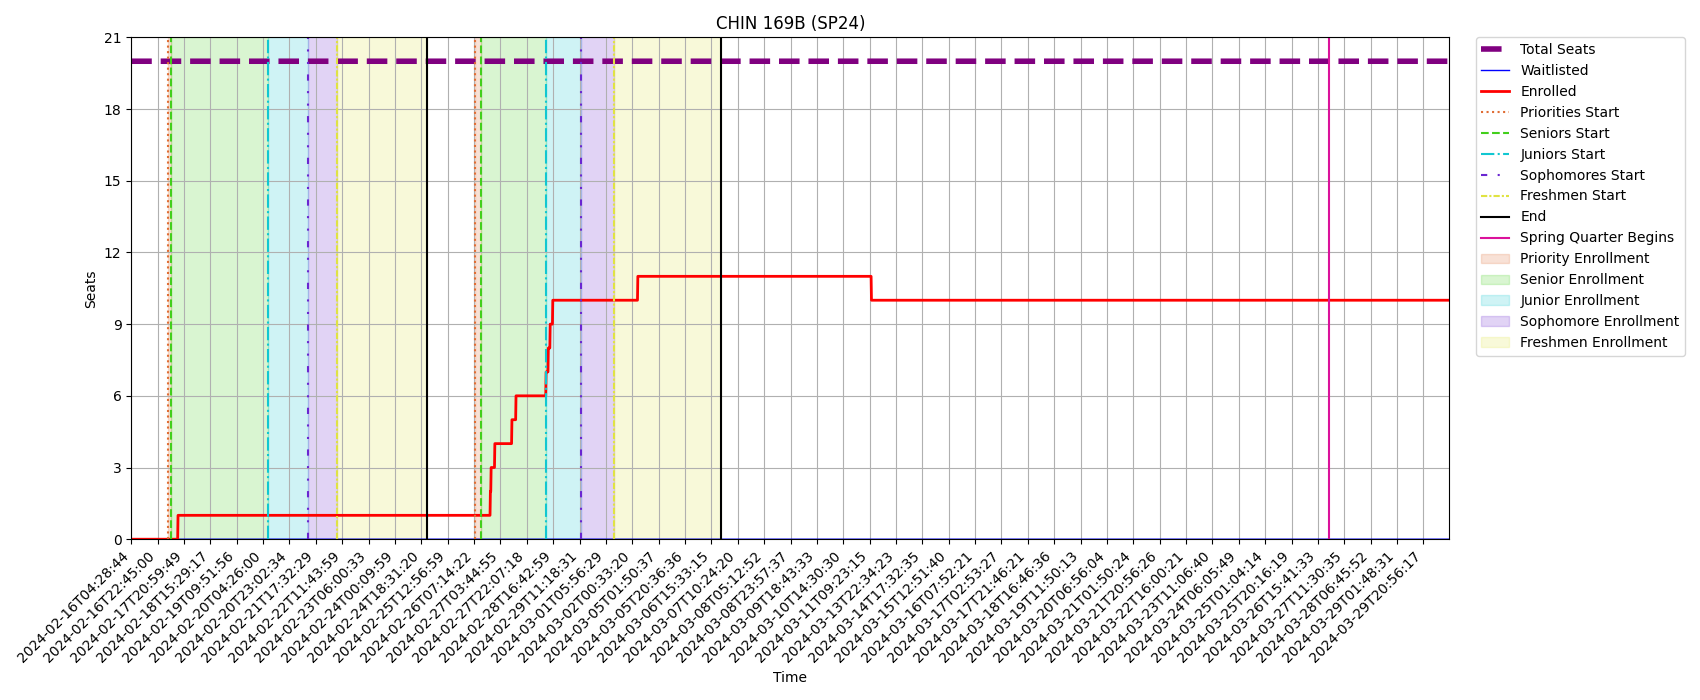 CHIN 169B (SP24)
21
18
15
12
9
6
3
0
Seats
2024-02-16T04:28:44
2024-02-16T22:45:00
2024-02-17T20:59:49
2024-02-18T15:29:17
2024-02-19T09:51:56
2024-02-20T04:26:00
2024-02-20T23:02:34
2024-02-21T17:32:29
2024-02-22T11:43:59
2024-02-23T06:00:33
2024-02-24T00:09:59
2024-02-24T18:31:20
2024-02-25T12:56:59
2024-02-26T07:14:22
2024-02-27T03:44:55
2024-02-27T22:07:18
2024-02-28T16:42:59
2024-02-29T11:18:31
2024-03-01T05:56:29
2024-03-02T00:33:20
2024-03-05T01:50:37
2024-03-05T20:36:36
2024-03-06T15:33:15
2024-03-07T10:24:20
2024-03-08T05:12:52
2024-03-08T23:57:37
2024-03-09T18:43:33
2024-03-10T14:30:30
2024-03-11T09:23:15
2024-03-13T22:34:23
2024-03-14T17:32:35
2024-03-15T12:51:40
2024-03-16T07:52:21
2024-03-17T02:53:27
2024-03-17T21:46:21
2024-03-18T16:46:36
2024-03-19T11:50:13
2024-03-20T06:56:04
2024-03-21T01:50:24
2024-03-21T20:56:26
2024-03-22T16:00:21
2024-03-23T11:06:40
2024-03-24T06:05:49
2024-03-25T01:04:14
2024-03-25T20:16:19
2024-03-26T15:41:33
2024-03-27T11:30:35
2024-03-28T06:45:52
2024-03-29T01:48:31
2024-03-29T20:56:17
Time
Total Seats
Waitlisted
Enrolled
Priorities Start
Seniors Start
Juniors Start
Sophomores Start
Freshmen Start
End
Spring Quarter Begins
Priority Enrollment
Senior Enrollment
Junior Enrollment
Sophomore Enrollment
Freshmen Enrollment